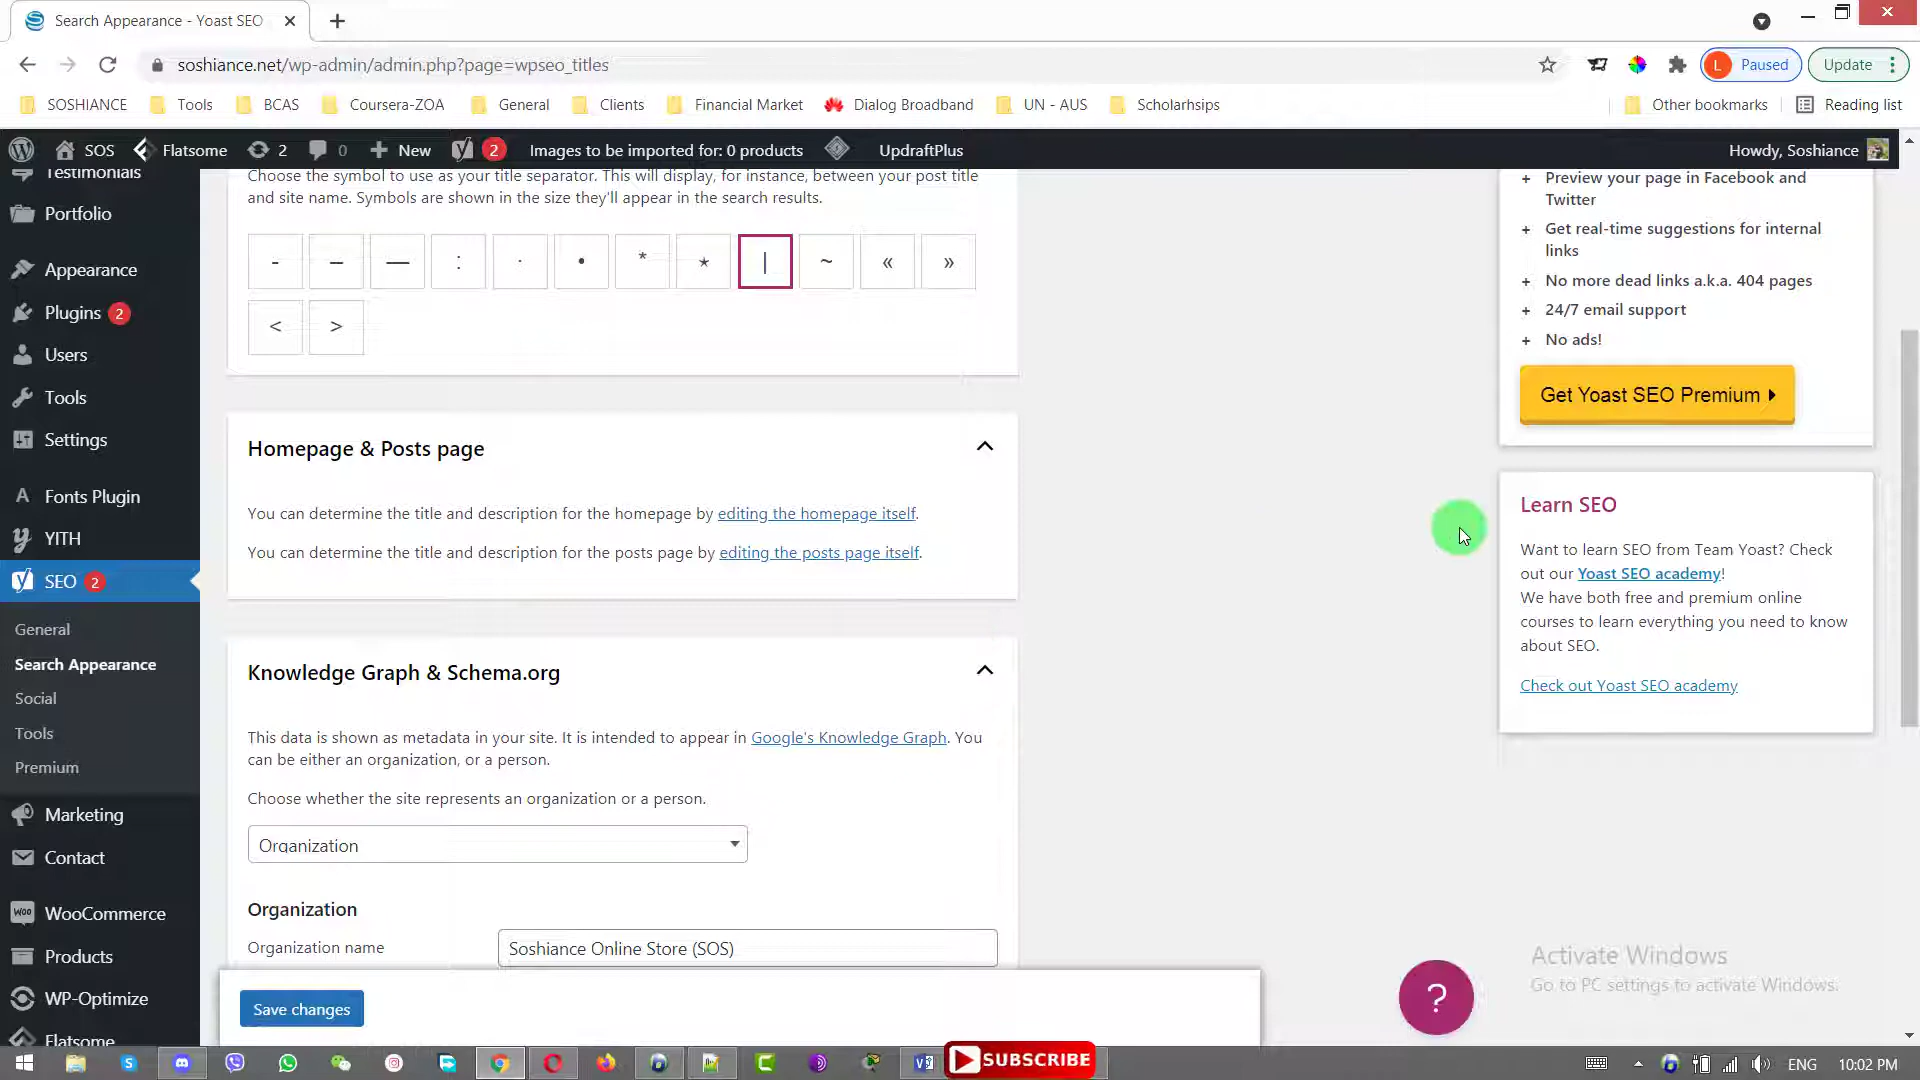 Search Appearance - Yoast SEO
soshiance.net/wp-admin/admin.php?page=wpseo_titles
L Paused
Update
SOSHIANCE
Tools
BCAS
Coursera-ZOA
General
Clients
Financial Market
Dialog Broadband
UN - AUS
Scholarhsips
Other bookmarks
Reading list
SOS
Flatsome
2
0
New
2
Images to be imported for: 0 products
UpdraftPlus
Howdy, Soshiance
Testimonials
Portfolio
Appearance
Plugins 2
Users
Tools
Settings
Fonts Plugin
YITH
SEO 2
General
Search Appearance
Social
Tools
Premium
Marketing
Contact
WooCommerce
Products
WP-Optimize
Flatsome
Choose the symbol to use as your title separator. This will display, for instance, between your post title
and site name. Symbols are shown in the size they'll appear in the search results.
- – — : · • * ⋆ | ~ « »
< >
Homepage & Posts page
You can determine the title and description for the homepage by editing the homepage itself.
You can determine the title and description for the posts page by editing the posts page itself.
Knowledge Graph & Schema.org
This data is shown as metadata in your site. It is intended to appear in Google's Knowledge Graph. You
can be either an organization, or a person.
Choose whether the site represents an organization or a person.
Organization
Organization
Organization name
Soshiance Online Store (SOS)
Save changes
+ Preview your page in Facebook and
Twitter
+ Get real-time suggestions for internal
links
+ No more dead links a.k.a. 404 pages
+ 24/7 email support
+ No ads!
Get Yoast SEO Premium
Learn SEO
Want to learn SEO from Team Yoast? Check
out our Yoast SEO academy!
We have both free and premium online
courses to learn everything you need to know
about SEO.
Check out Yoast SEO academy
Activate Windows
Go to PC settings to activate Windows.
?
SUBSCRIBE
ENG
10:02 PM